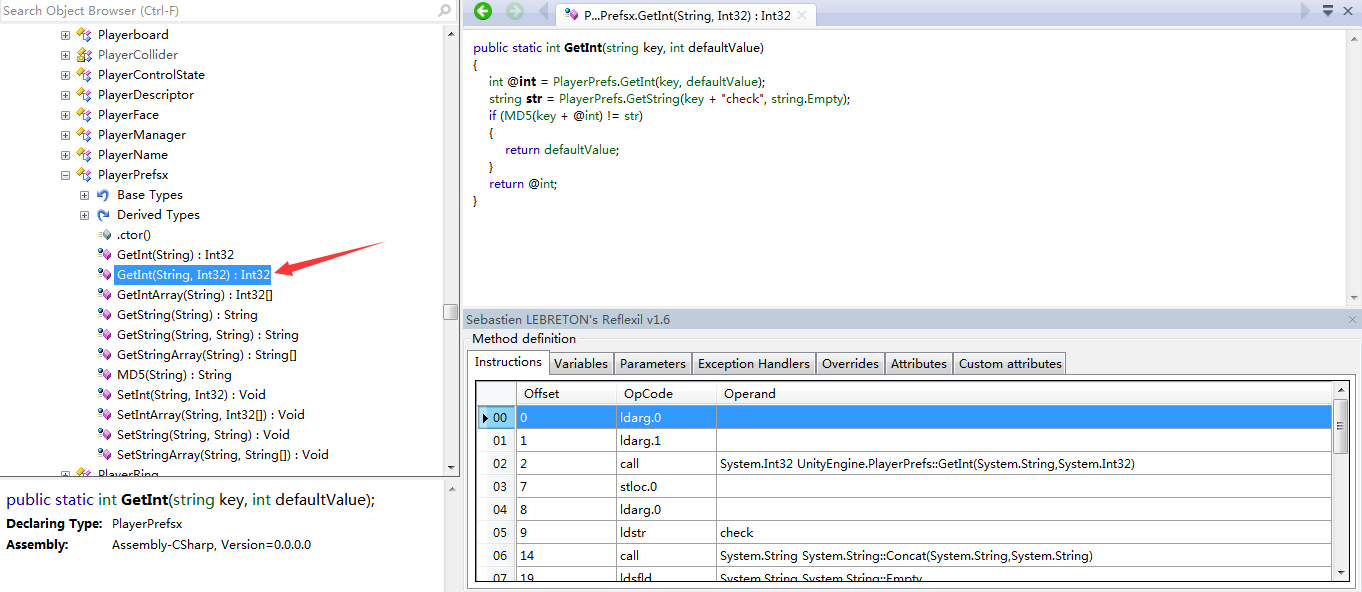 Search Object Browser (Ctrl-F)
Playerboard
PlayerCollider
PlayerControlState
PlayerDescriptor
PlayerFace
PlayerManager
PlayerName
PlayerPrefsx
Base Types
Derived Types
.ctor()
GetInt(String) : Int32
GetInt(String, Int32) : Int32
GetIntArray(String) : Int32[]
GetString(String) : String
GetString(String, String) : String
GetStringArray(String) : String[]
MD5(String) : String
SetInt(String, Int32) : Void
SetIntArray(String, Int32[]) : Void
SetString(String, String) : Void
SetStringArray(String, String[]) : Void
PlayerRing
public static int GetInt(string key, int defaultValue);
Declaring Type: PlayerPrefsx
Assembly: Assembly-CSharp, Version=0.0.0.0
P...Prefsx.GetInt(String, Int32) : Int32
public static int GetInt(string key, int defaultValue)
{
int @int = PlayerPrefs.GetInt(key, defaultValue);
string str = PlayerPrefs.GetString(key + "check", string.Empty);
if (MD5(key + @int) != str)
{
return defaultValue;
}
return @int;
}
Sebastien LEBRETON's Reflexil v1.6
Method definition
Instructions Variables Parameters Exception Handlers Overrides Attributes Custom attributes
Offset OpCode Operand
00 0 ldarg.0
01 1 ldarg.1
02 2 call System.Int32 UnityEngine.PlayerPrefs::GetInt(System.String,System.Int32)
03 7 stloc.0
04 8 ldarg.0
05 9 ldstr check
06 14 call System.String System.String::Concat(System.String,System.String)
07 19 ldsfld System.String System.String::Empty